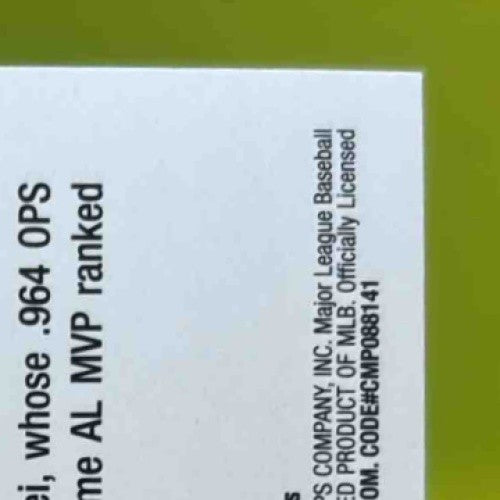 ei, whose .964 OPS
me AL MVP ranked
s
PS COMPANY, INC. Major League Baseball
ED PRODUCT OF MLB. Officially Licensed
OM. CODE#CMP088141